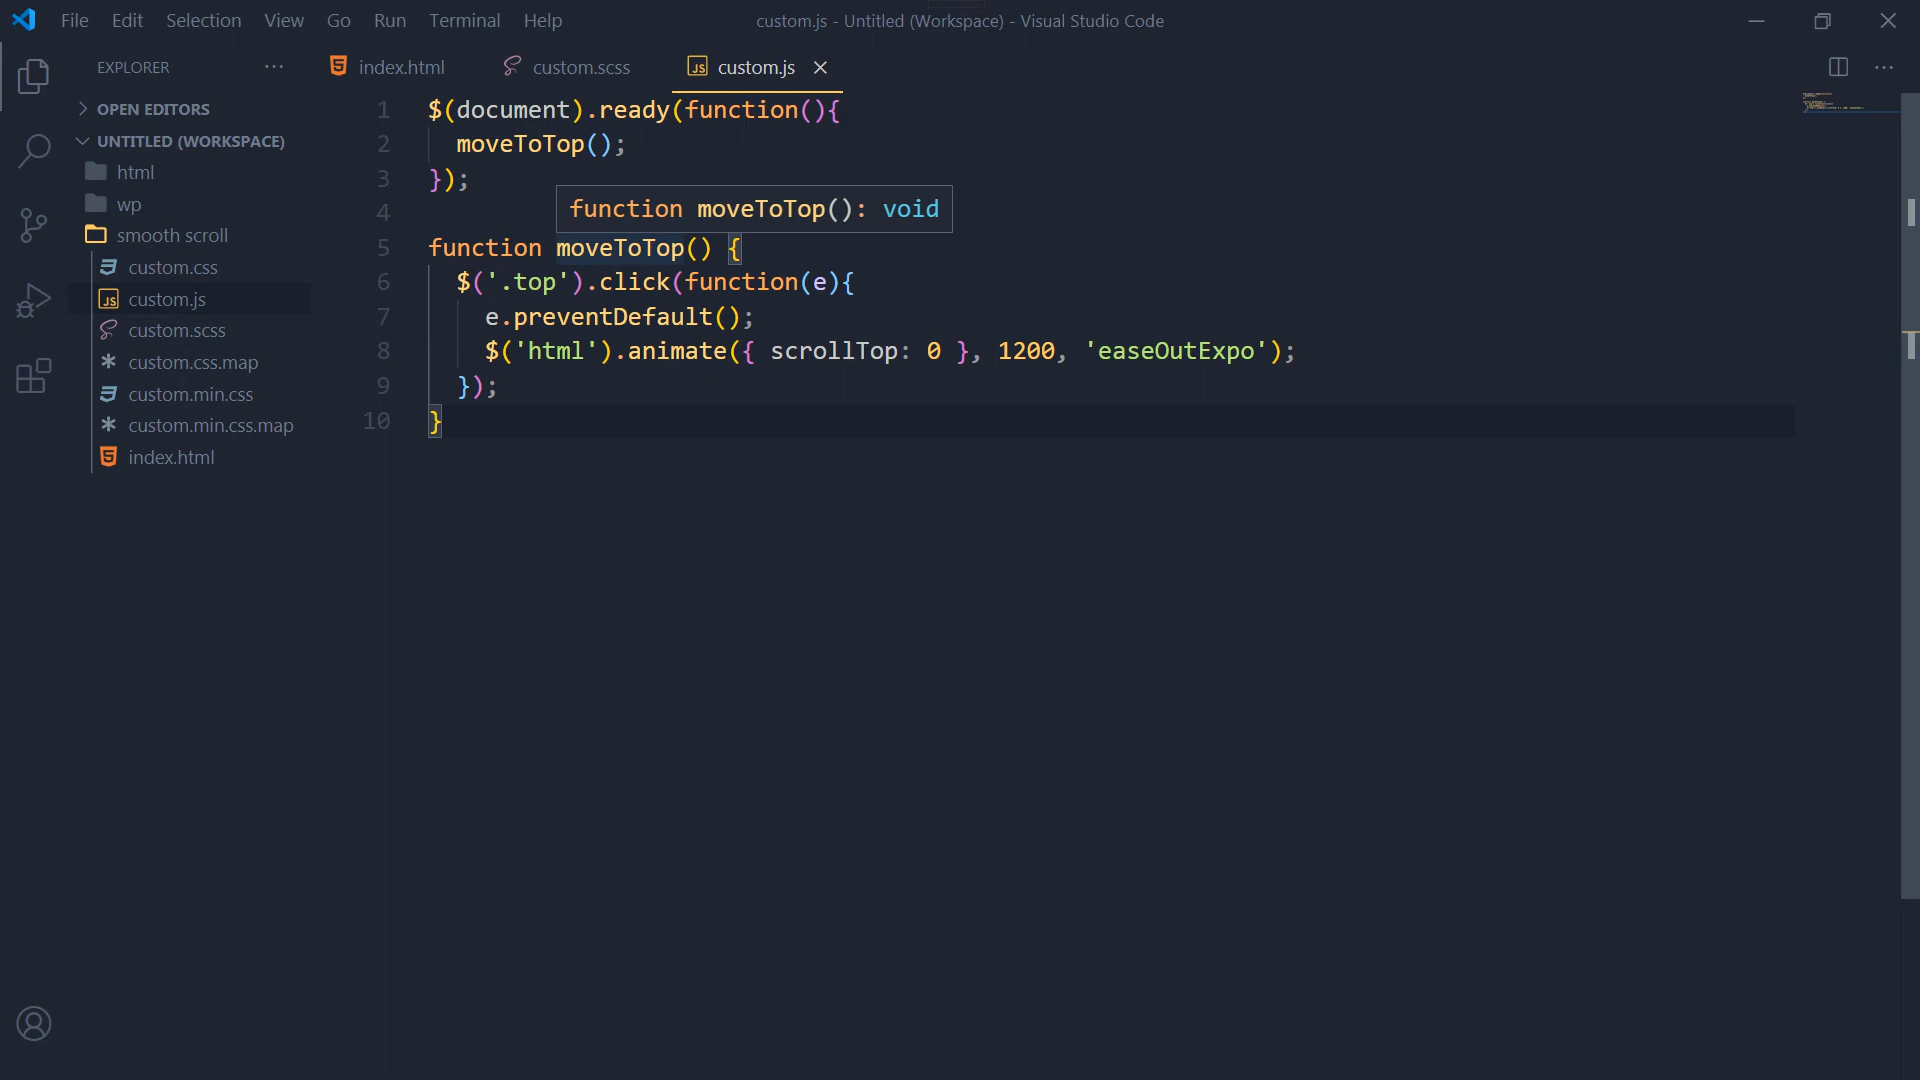 File Edit Selection View Go Run Terminal Help
custom.js - Untitled (Workspace) - Visual Studio Code
EXPLORER ···
OPEN EDITORS
UNTITLED (WORKSPACE)
html
wp
smooth scroll
custom.css
custom.js
custom.scss
custom.css.map
custom.min.css
custom.min.css.map
index.html
index.html custom.scss JS custom.js
1 $(document).ready(function(){
2 moveToTop();
3 });
function moveToTop(): void
4
5 function moveToTop() {
6 $('.top').click(function(e){
7 e.preventDefault();
8 $('html').animate({ scrollTop: 0 }, 1200, 'easeOutExpo');
9 });
10 }